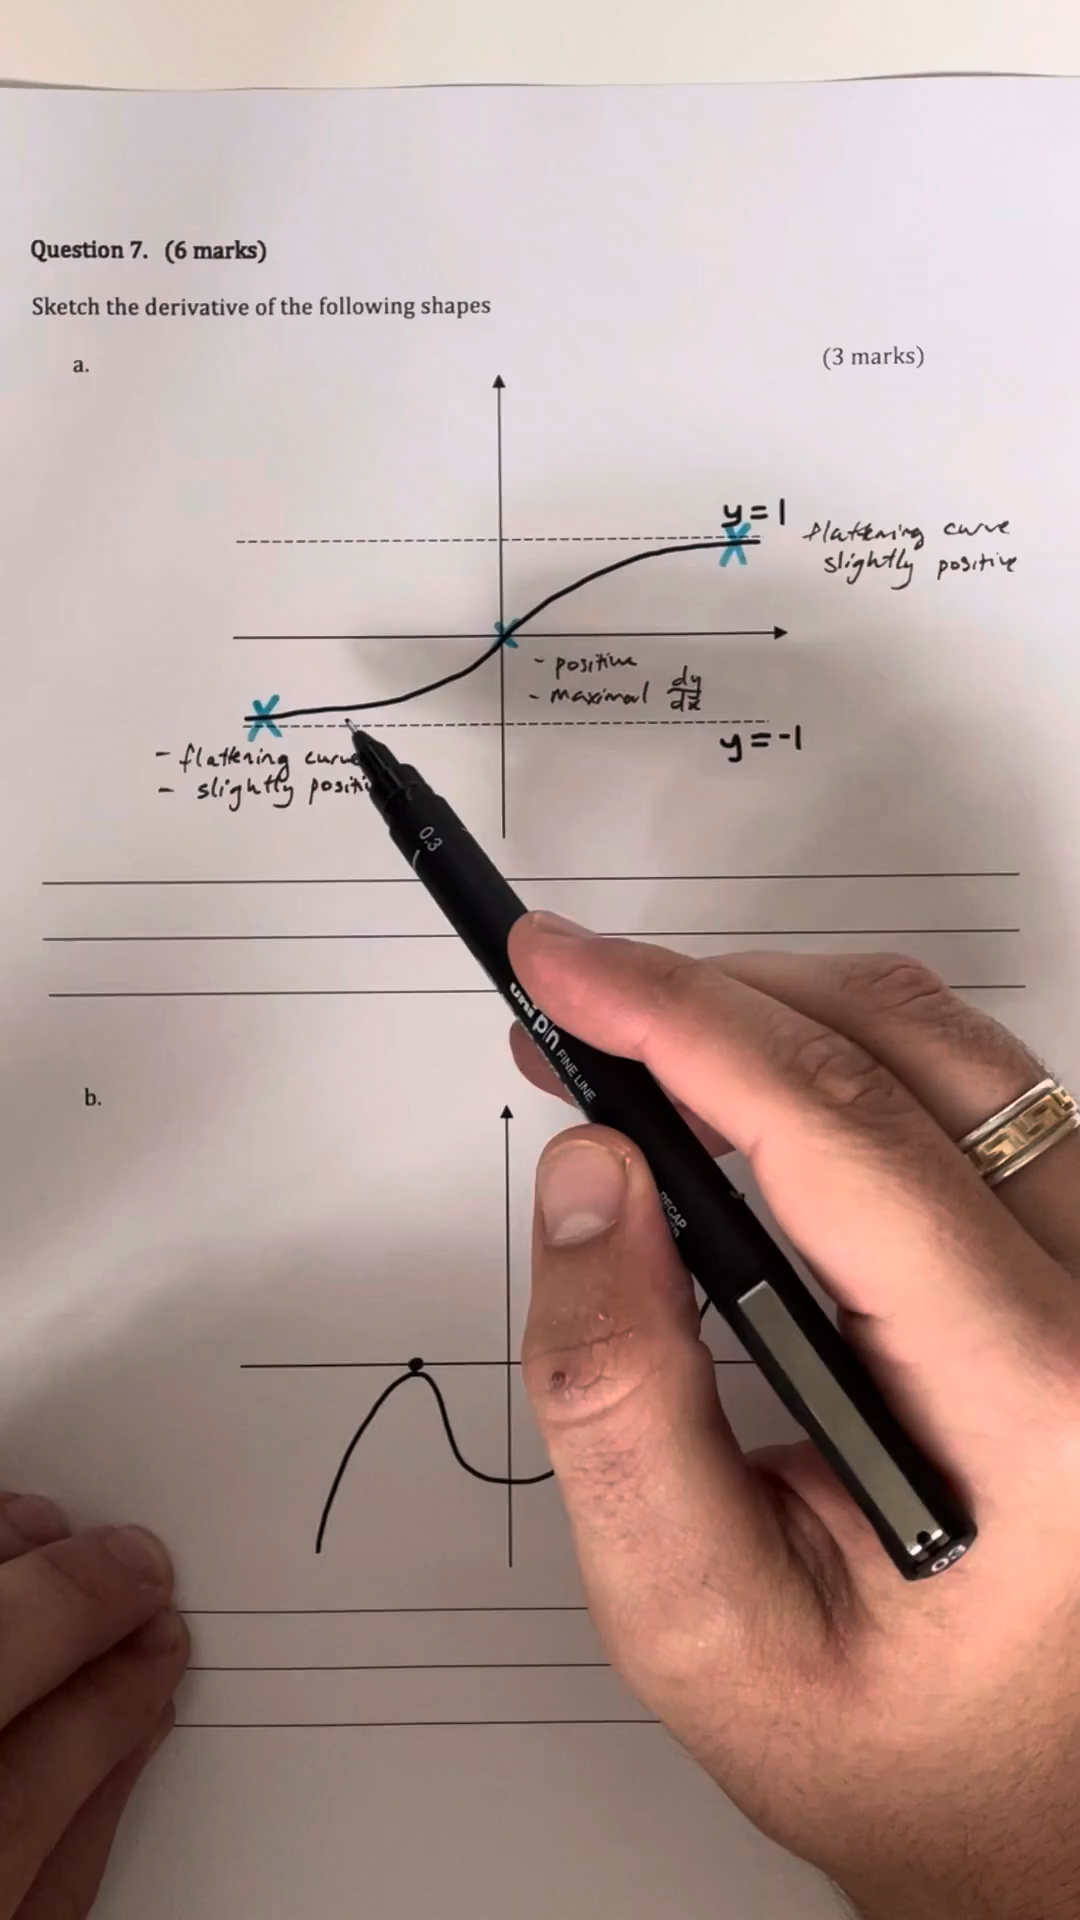 Question 7. (6 marks)
Sketch the derivative of the following shapes
a.
(3 marks)
y=1
flattening curve
slightly positive
- positive
- maximal dy/dx
y=-1
- flattening curve
- slightly positi
0.3
uni pin FINE LINE
b.
03